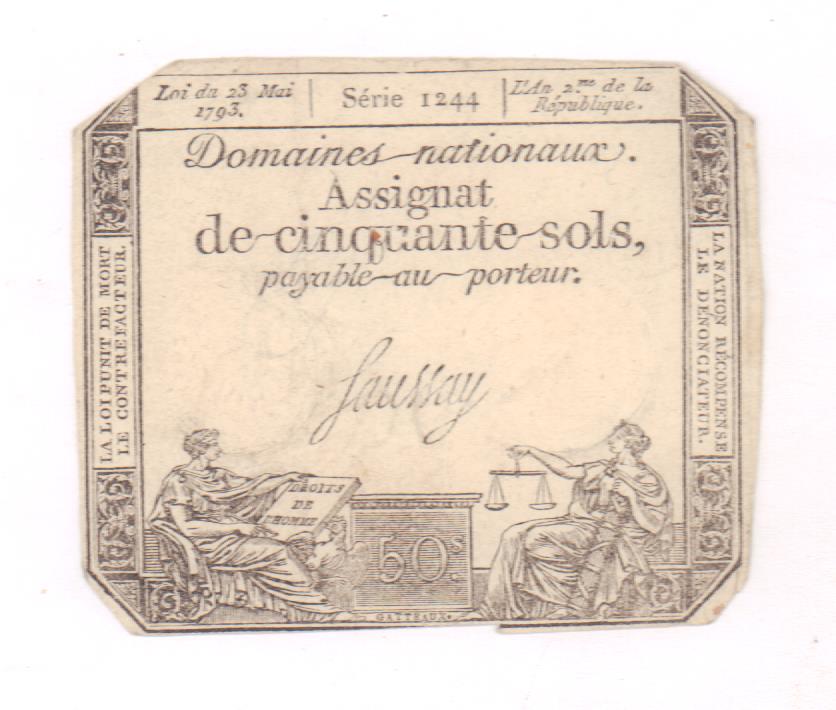 Loi du 23 Mai
1793.
Série 1244
L'An 2.me de la
République.
Domaines nationaux.
Assignat
de cinquante sols,
payable au porteur.
LA LOI PUNIT DE MORT
LE CONTREFACTEUR.
LA NATION RÉCOMPENSE
LE DÉNONCIATEUR.
Saussay
DROITS
DE
L'HOMME
50.s
GATTEAUX.